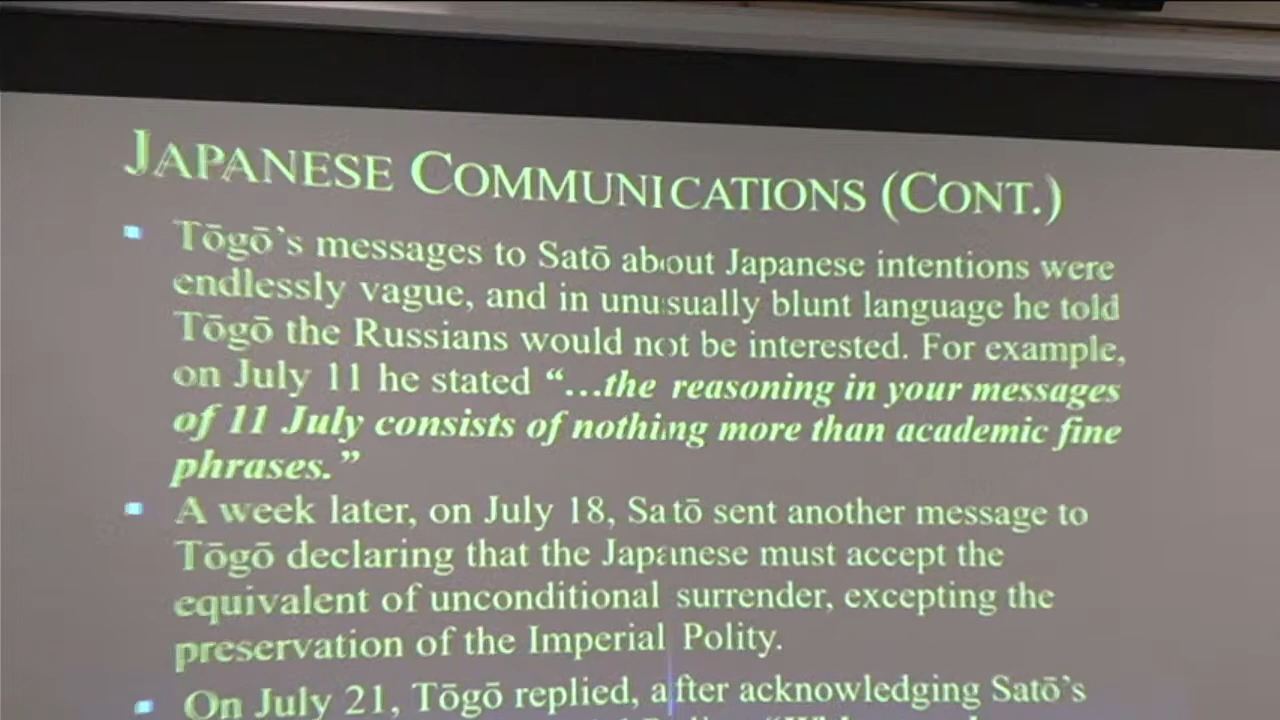 JAPANESE COMMUNICATIONS (CONT.)
Tōgō's messages to Satō about Japanese intentions were
endlessly vague, and in unusually blunt language he told
Tōgō the Russians would not be interested. For example,
on July 11 he stated “…the reasoning in your messages
of 11 July consists of nothing more than academic fine
phrases.”
A week later, on July 18, Satō sent another message to
Tōgō declaring that the Japanese must accept the
equivalent of unconditional surrender, excepting the
preservation of the Imperial Polity.
On July 21, Tōgō replied, after acknowledging Satō's